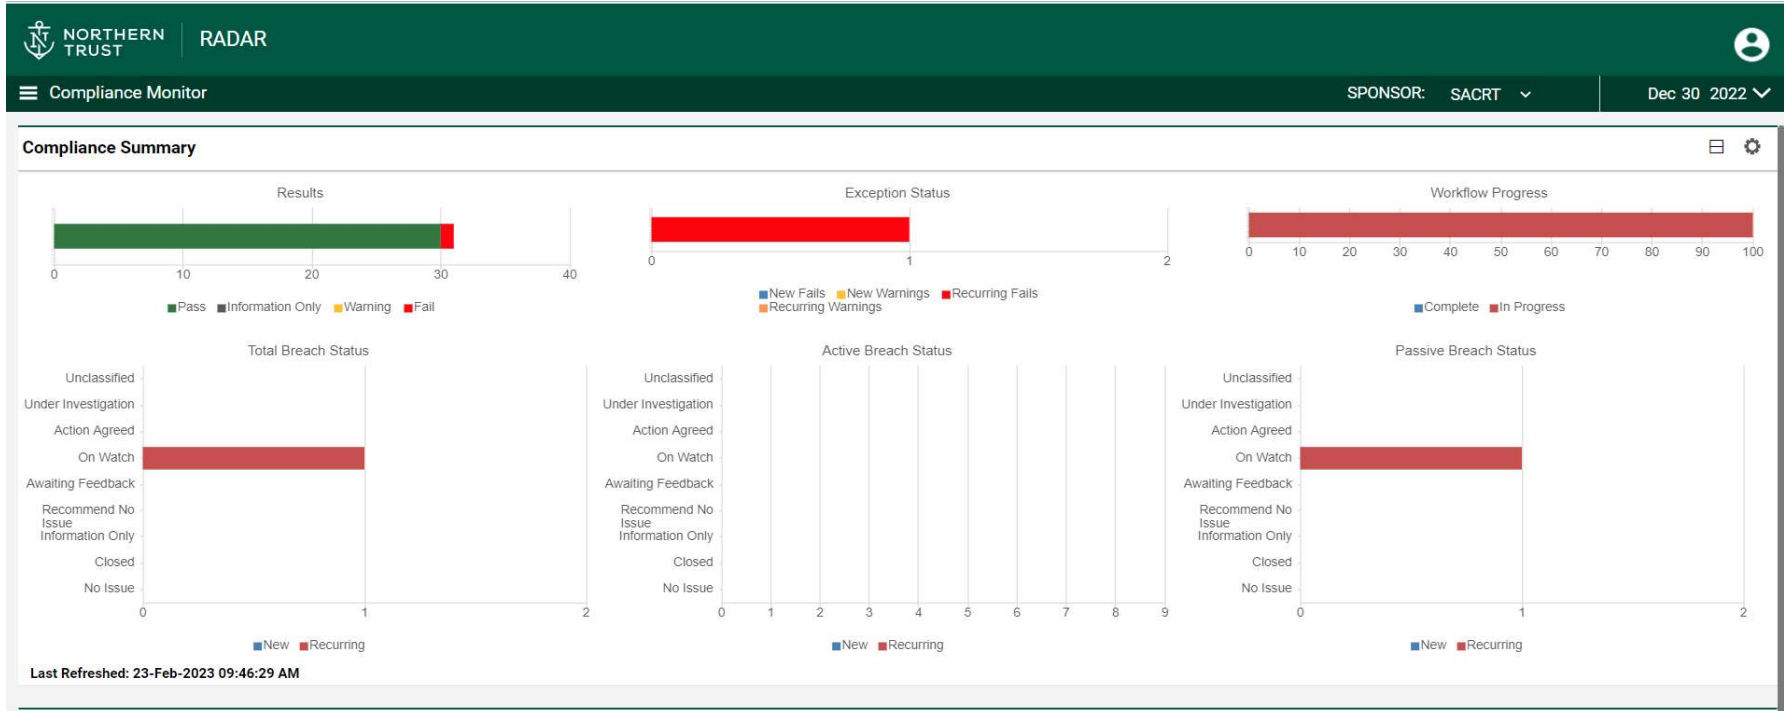 NORTHERN
TRUST
RADAR
Compliance Monitor
SPONSOR: SACRT
Dec 30 2022
Compliance Summary
Results
0 10 20 30 40
Pass Information Only Warning Fail
Exception Status
0 1 2
New Fails New Warnings Recurring Fails
Recurring Warnings
Workflow Progress
0 10 20 30 40 50 60 70 80 90 100
Complete In Progress
Total Breach Status
Unclassified
Under Investigation
Action Agreed
On Watch
Awaiting Feedback
Recommend No
Issue
Information Only
Closed
No Issue
0 1 2
New Recurring
Active Breach Status
Unclassified
Under Investigation
Action Agreed
On Watch
Awaiting Feedback
Recommend No
Issue
Information Only
Closed
No Issue
0 1 2 3 4 5 6 7 8 9
New Recurring
Passive Breach Status
Unclassified
Under Investigation
Action Agreed
On Watch
Awaiting Feedback
Recommend No
Issue
Information Only
Closed
No Issue
0 1 2
New Recurring
Last Refreshed: 23-Feb-2023 09:46:29 AM